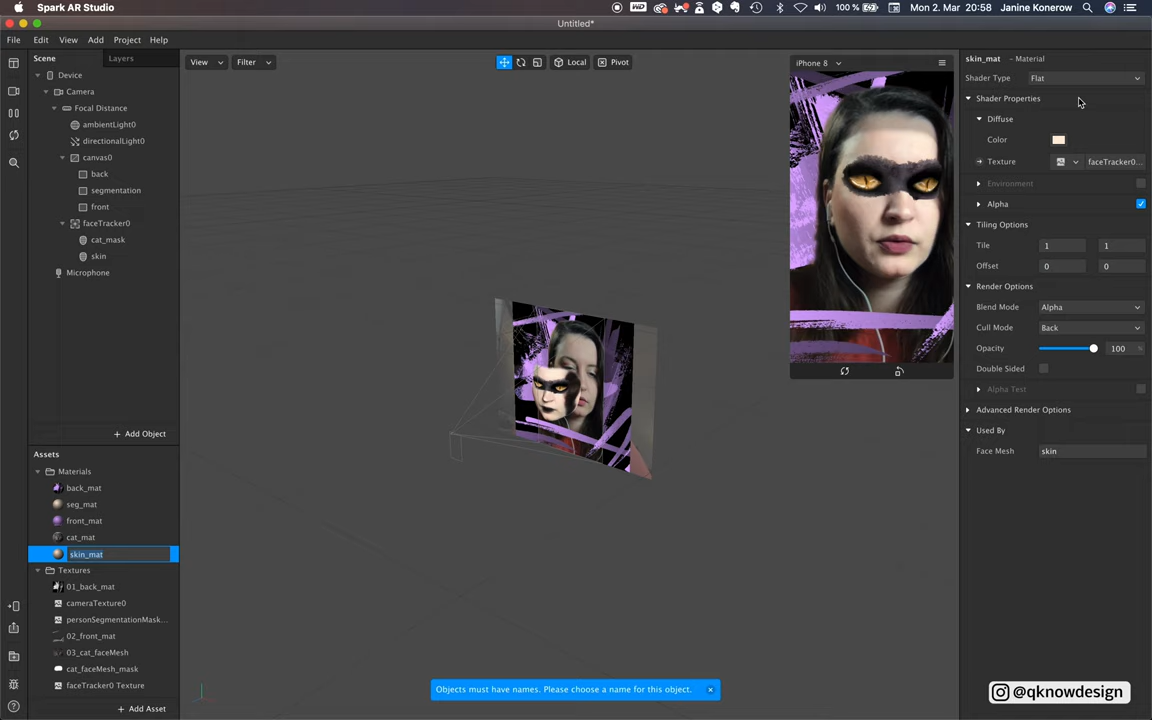 Spark AR Studio
100 %
Mon 2. Mar 20:58
Janine Konerow
Untitled*
File Edit View Add Project Help
Scene
Layers
Device
Camera
Focal Distance
ambientLight0
directionalLight0
canvas0
back
segmentation
front
faceTracker0
cat_mask
skin
Microphone
Add Object
Assets
Materials
back_mat
seg_mat
front_mat
cat_mat
skin_mat
Textures
01_back_mat
cameraTexture0
personSegmentationMask...
02_front_mat
03_cat_faceMesh
cat_faceMesh_mask
faceTracker0 Texture
Add Asset
View
Filter
Local
Pivot
iPhone 8
Objects must have names. Please choose a name for this object.
skin_mat - Material
Shader Type Flat
Shader Properties
Diffuse
Color
Texture faceTracker0...
Environment
Alpha
Tiling Options
Tile 1 1
Offset 0 0
Render Options
Blend Mode Alpha
Cull Mode Back
Opacity 100 %
Double Sided
Alpha Test
Advanced Render Options
Used By
Face Mesh skin
@qknowdesign